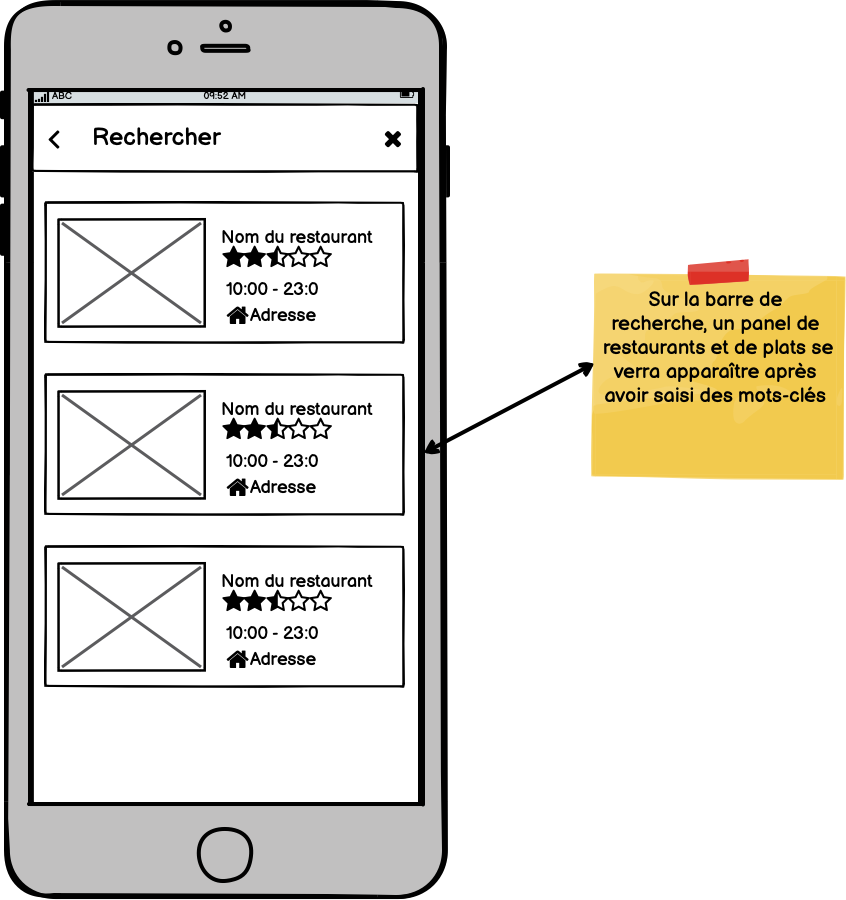 ABC 09:52 AM
Rechercher
Nom du restaurant
10:00 - 23:0
Adresse
Nom du restaurant
10:00 - 23:0
Adresse
Nom du restaurant
10:00 - 23:0
Adresse
Sur la barre de
recherche, un panel de
restaurants et de plats se
verra apparaître après
avoir saisi des mots-clés